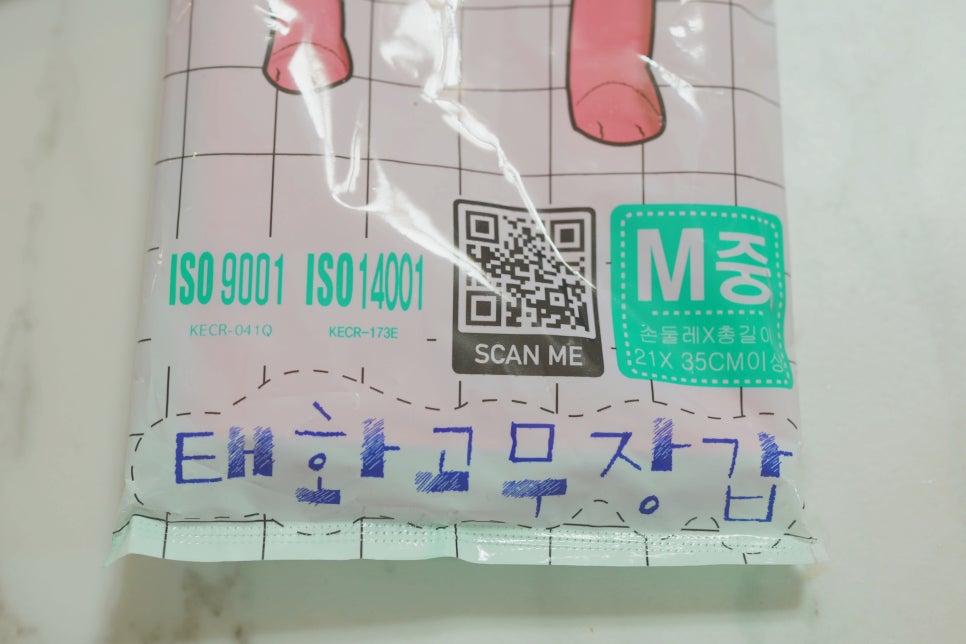 ISO 9001
KECR-041Q
ISO 14001
KECR-173E
SCAN ME
M중
손둘레X총길이
21X 35CM이상
태화고무장갑